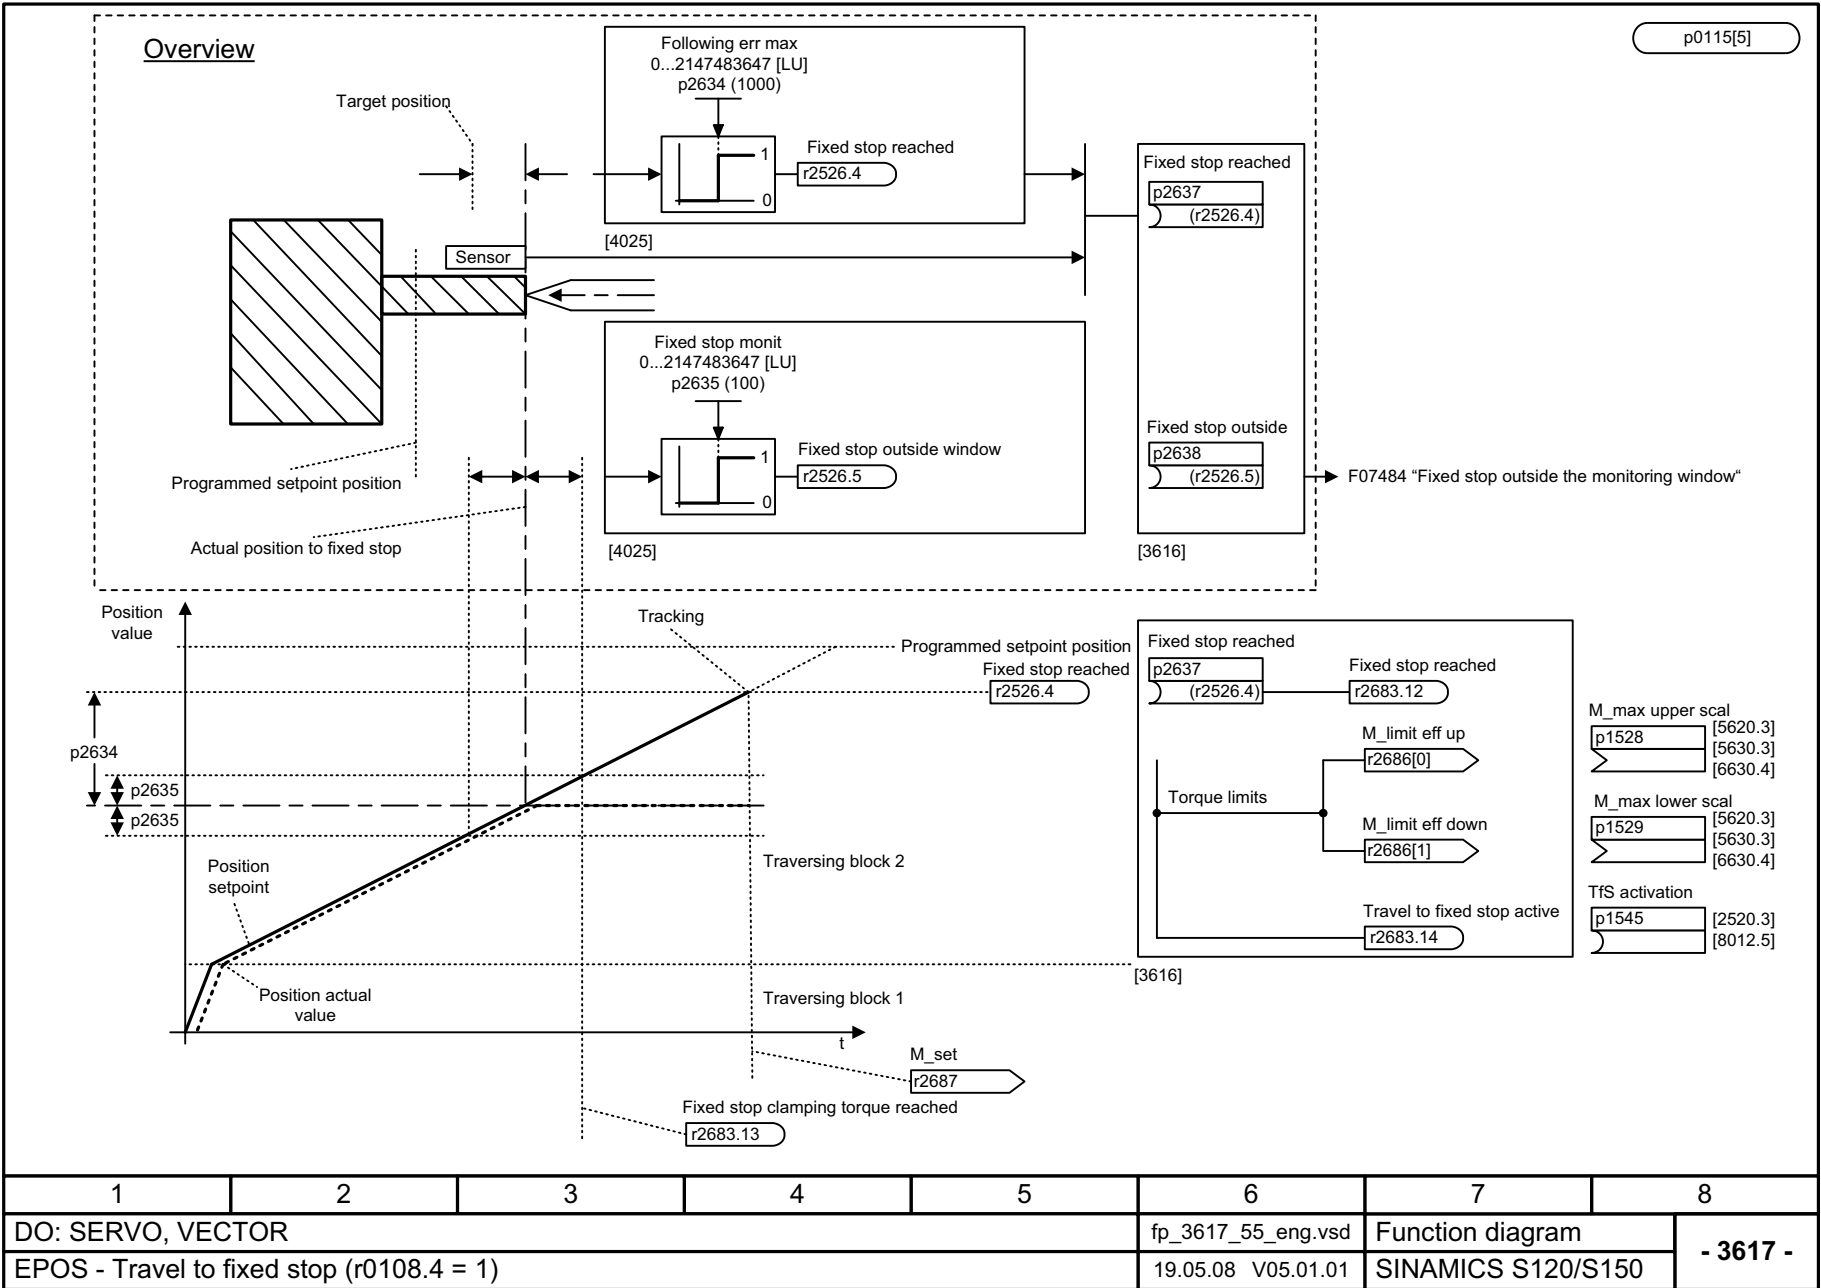 Overview
p0115[5]
Following err max
0...2147483647 [LU]
p2634 (1000)
Target position
1
0
Fixed stop reached
r2526.4
[4025]
Sensor
Fixed stop reached
p2637
(r2526.4)
Fixed stop monit
0...2147483647 [LU]
p2635 (100)
1
0
Fixed stop outside window
r2526.5
[4025]
Fixed stop outside
p2638
(r2526.5)
[3616]
F07484 “Fixed stop outside the monitoring window“
Programmed setpoint position
Actual position to fixed stop
Position
value
Tracking
Programmed setpoint position
Fixed stop reached
r2526.4
p2634
p2635
p2635
Position
setpoint
Position actual
value
Traversing block 2
Traversing block 1
t
M_set
r2687
Fixed stop clamping torque reached
r2683.13
Fixed stop reached
p2637
(r2526.4)
Fixed stop reached
r2683.12
M_limit eff up
r2686[0]
Torque limits
M_limit eff down
r2686[1]
Travel to fixed stop active
r2683.14
[3616]
M_max upper scal
p1528
[5620.3]
[5630.3]
[6630.4]
M_max lower scal
p1529
[5620.3]
[5630.3]
[6630.4]
TfS activation
p1545
[2520.3]
[8012.5]
1 2 3 4 5 6 7 8
DO: SERVO, VECTOR
fp_3617_55_eng.vsd
Function diagram
- 3617 -
EPOS - Travel to fixed stop (r0108.4 = 1)
19.05.08 V05.01.01
SINAMICS S120/S150